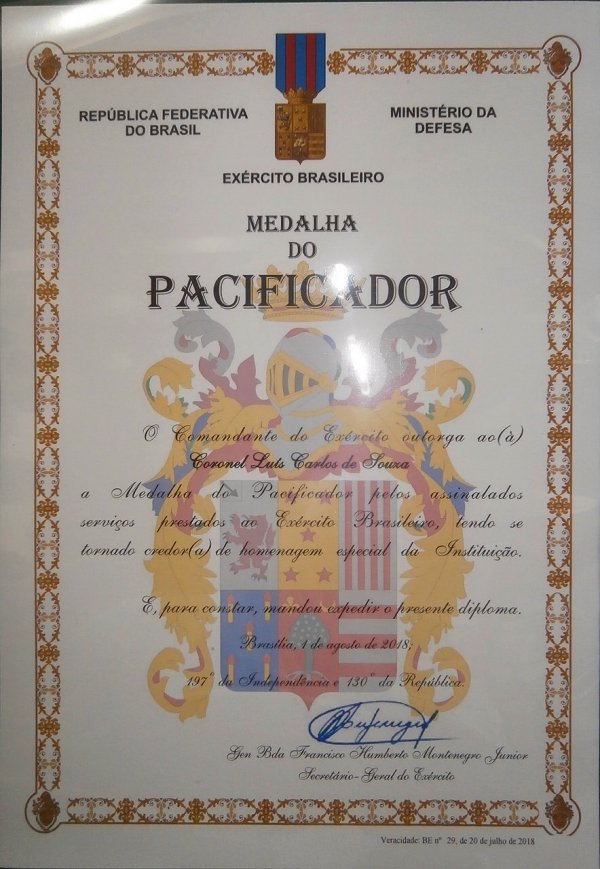 REPÚBLICA FEDERATIVA
DO BRASIL
MINISTÉRIO DA
DEFESA
EXÉRCITO BRASILEIRO
MEDALHA
DO
PACIFICADOR
O Comandante do Exército outorga ao(à)
Coronel Luís Carlos de Souza
a Medalha do Pacificador pelos assinalados
serviços prestados ao Exército Brasileiro, tendo se
tornado credor(a) de homenagem especial da Instituição.
E, para constar, mandou expedir o presente diploma.
Brasília, 1 de agosto de 2018;
197º da Independência e 130º da República.
Gen Bda Francisco Humberto Montenegro Junior
Secretário-Geral do Exército
Veracidade: BE nº 29, de 20 de julho de 2018